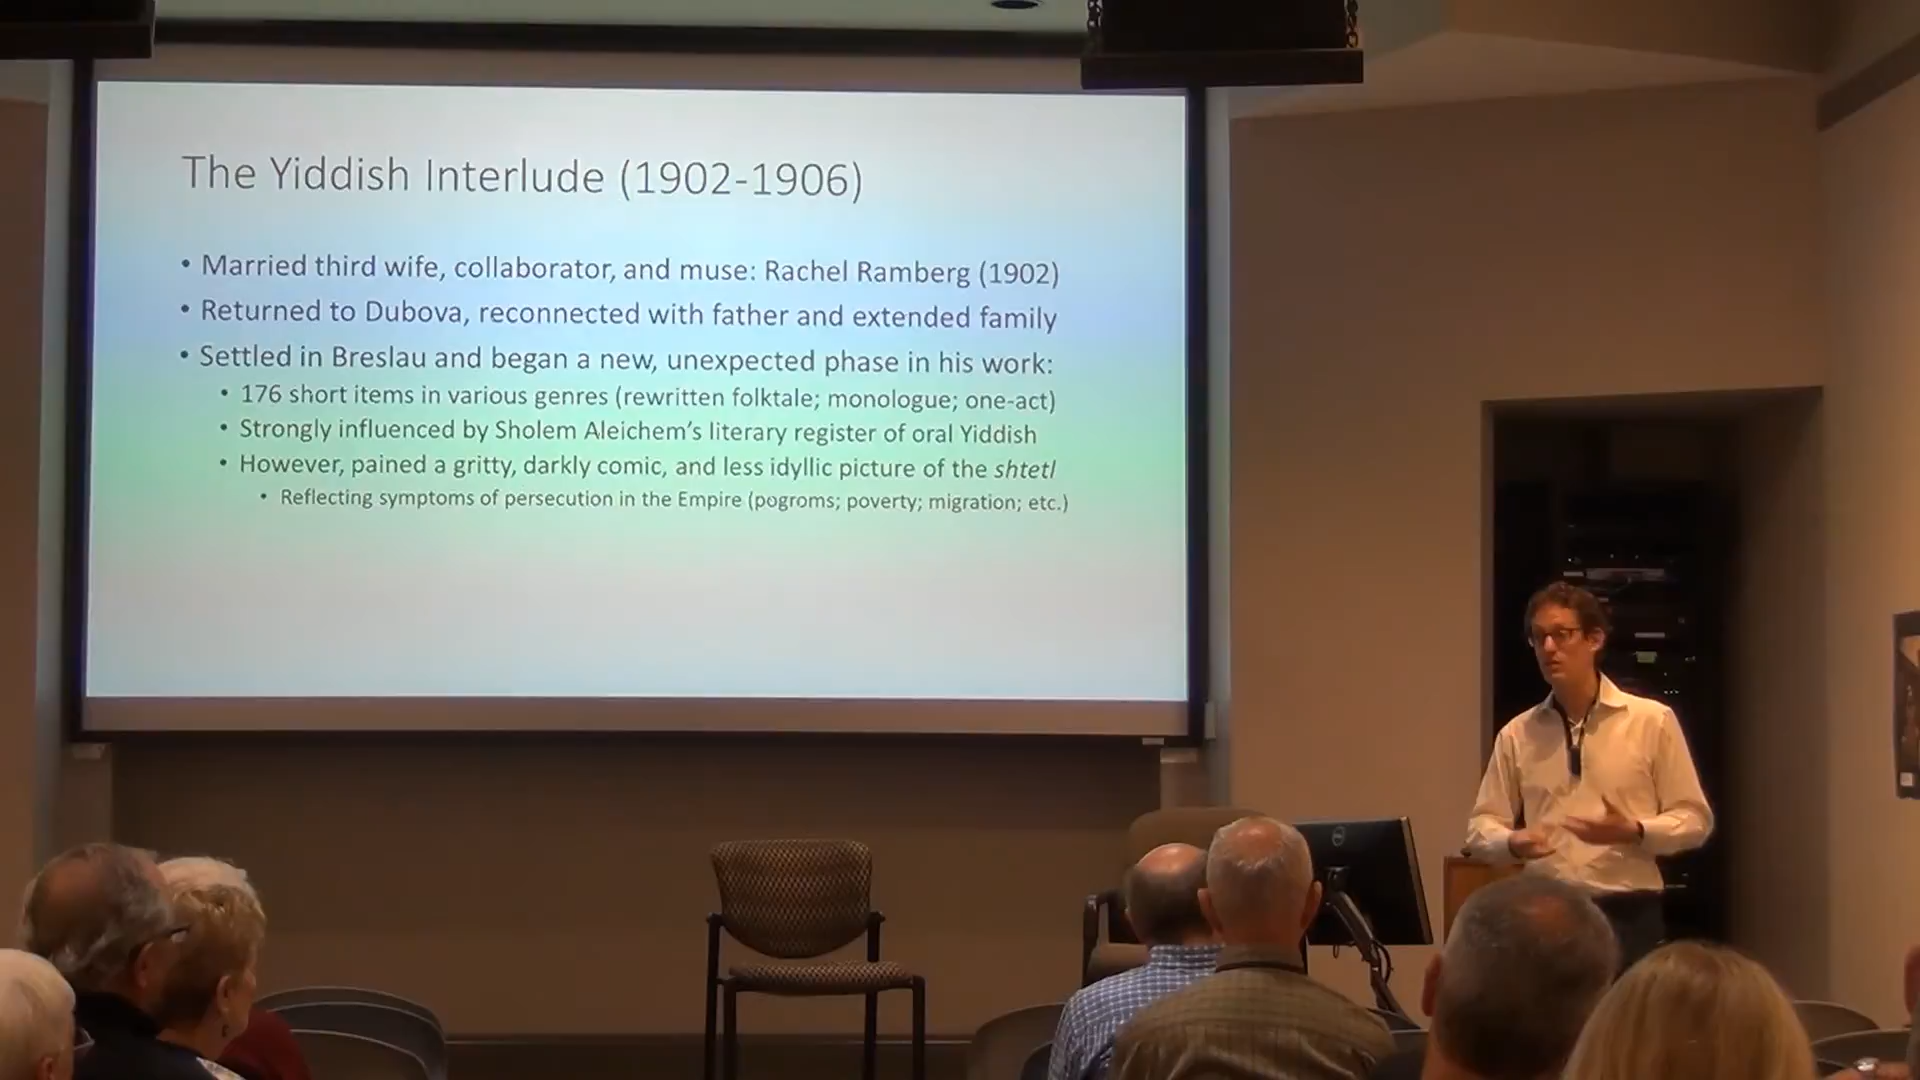 The Yiddish Interlude (1902-1906)
• Married third wife, collaborator, and muse: Rachel Ramberg (1902)
• Returned to Dubova, reconnected with father and extended family
• Settled in Breslau and began a new, unexpected phase in his work:
• 176 short items in various genres (rewritten folktale; monologue; one-act)
• Strongly influenced by Sholem Aleichem's literary register of oral Yiddish
• However, pained a gritty, darkly comic, and less idyllic picture of the shtetl
• Reflecting symptoms of persecution in the Empire (pogroms; poverty; migration; etc.)